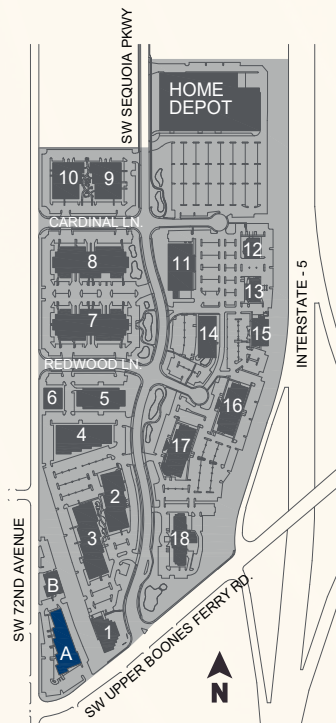 SW SEQUOIA PKWY
HOME
DEPOT
10
9
CARDINAL LN.
8
11
12
13
7
14
15
INTERSTATE - 5
REDWOOD LN.
6
5
16
4
17
2
3
18
SW 72ND AVENUE
B
A
1
SW UPPER BOONES FERRY RD.
N